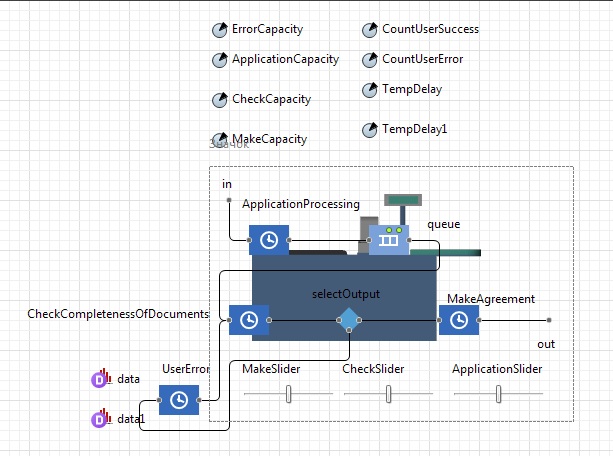 ErrorCapacity
CountUserSuccess
ApplicationCapacity
CountUserError
TempDelay
CheckCapacity
TempDelay1
MakeCapacity
Значок
in
ApplicationProcessing
queue
selectOutput
MakeAgreement
CheckCompletenessOfDocuments
out
UserError
MakeSlider
CheckSlider
ApplicationSlider
data
data1